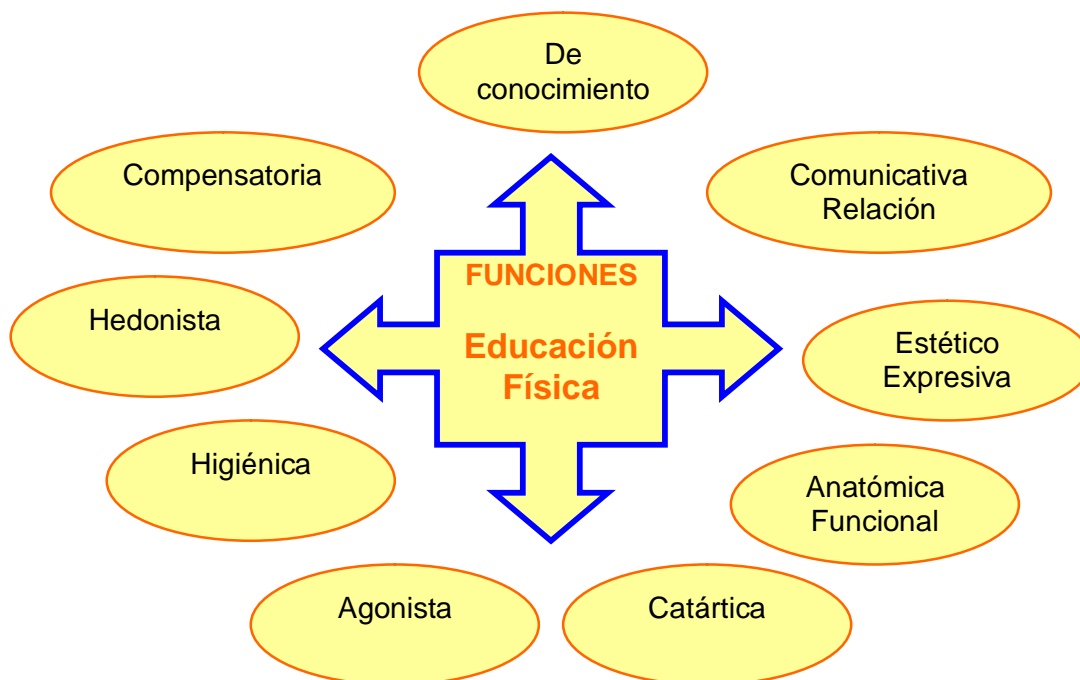 De
conocimiento
Compensatoria
Comunicativa
Relación
FUNCIONES
Hedonista
Educación
Física
Estético
Expresiva
Higiénica
Anatómica
Funcional
Agonista
Catártica